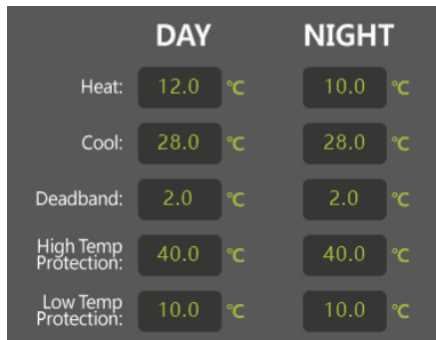 DAY NIGHT
Heat: 12.0 °C 10.0 °C
Cool: 28.0 °C 28.0 °C
Deadband: 2.0 °C 2.0 °C
High Temp
Protection: 40.0 °C 40.0 °C
Low Temp
Protection: 10.0 °C 10.0 °C